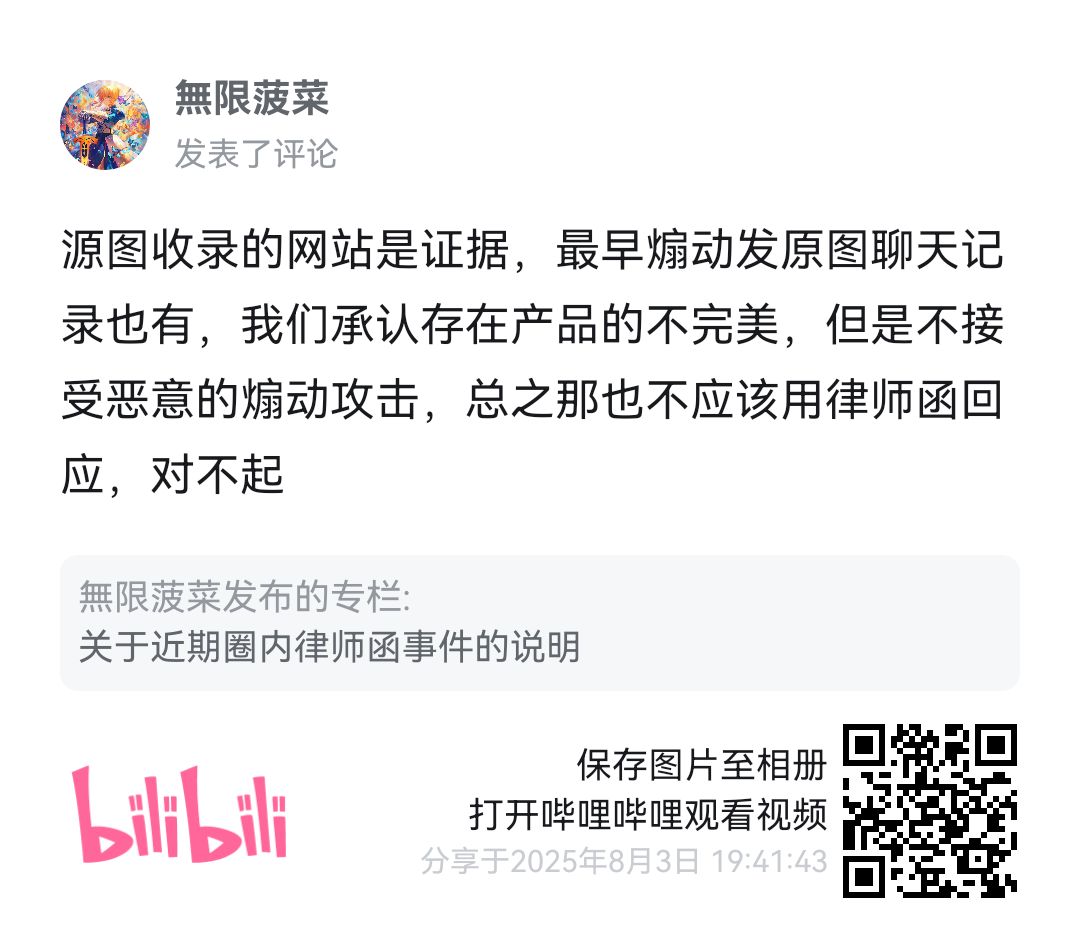 無限菠菜
发表了评论
源图收录的网站是证据，最早煽动发原图聊天记
录也有，我们承认存在产品的不完美，但是不接
受恶意的煽动攻击，总之那也不应该用律师函回
应，对不起
無限菠菜发布的专栏:
关于近期圈内律师函事件的说明
bilibili
保存图片至相册
打开哔哩哔哩观看视频
分享于2025年8月3日 19:41:43